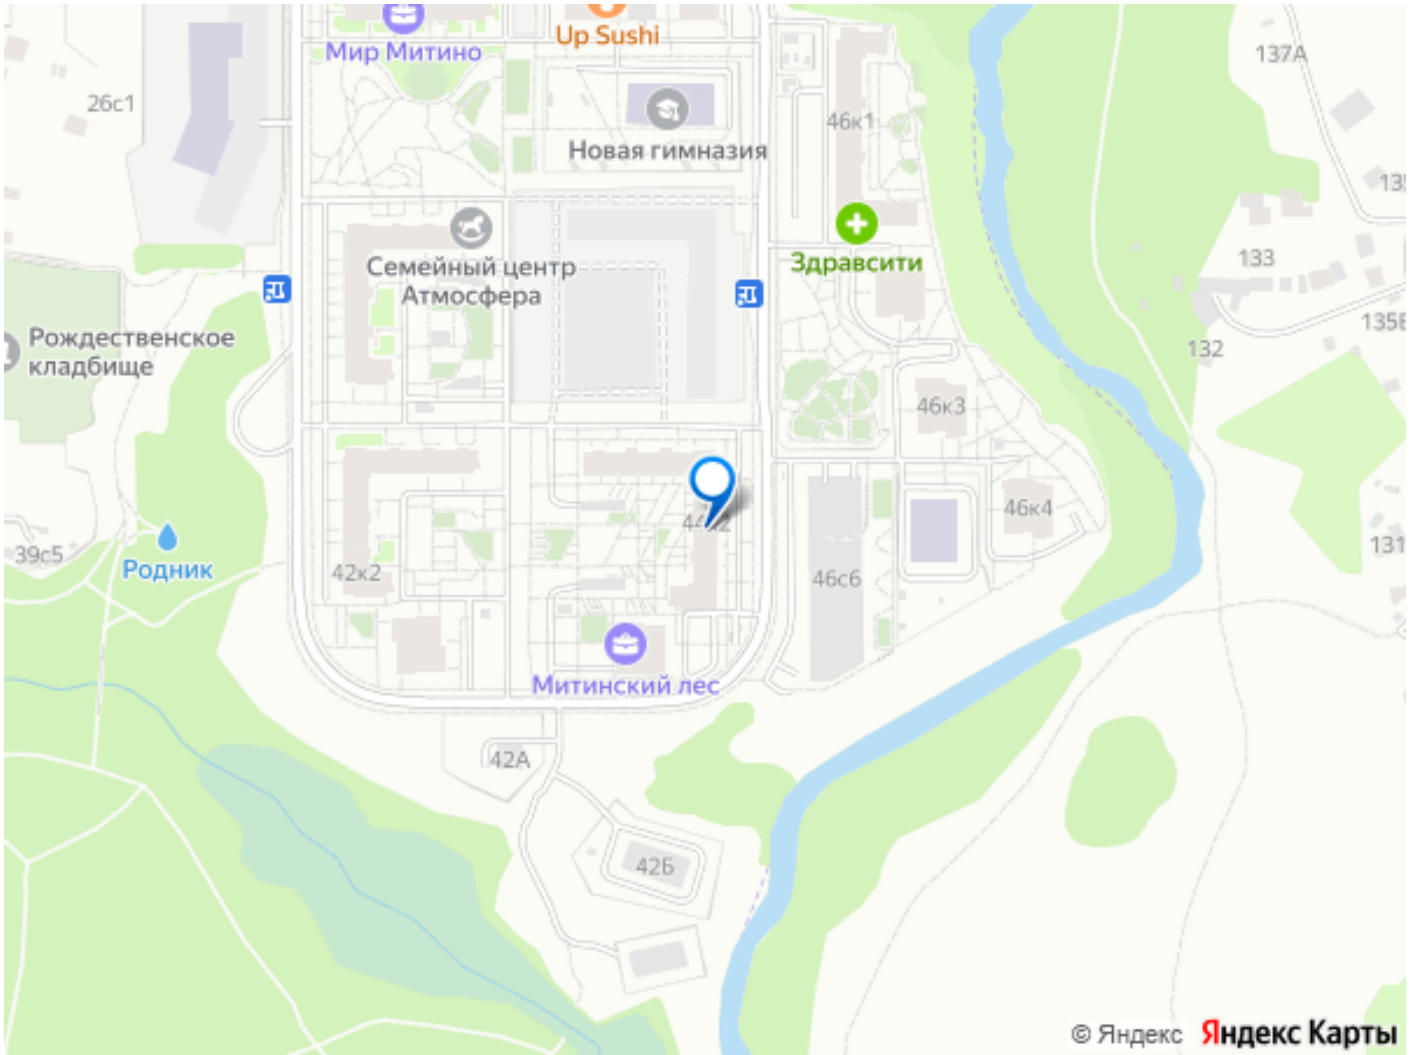 Up Sushi
Мир Митино
137А
26с1
46к1
Новая гимназия
133
Здравсити
Семейный центр
Атмосфера
135Б
Рождественское
кладбище
132
46к3
46к4
39с5
131
Родник
42к2
46с6
Митинский лес
42А
42Б
© Яндекс Яндекс Карты